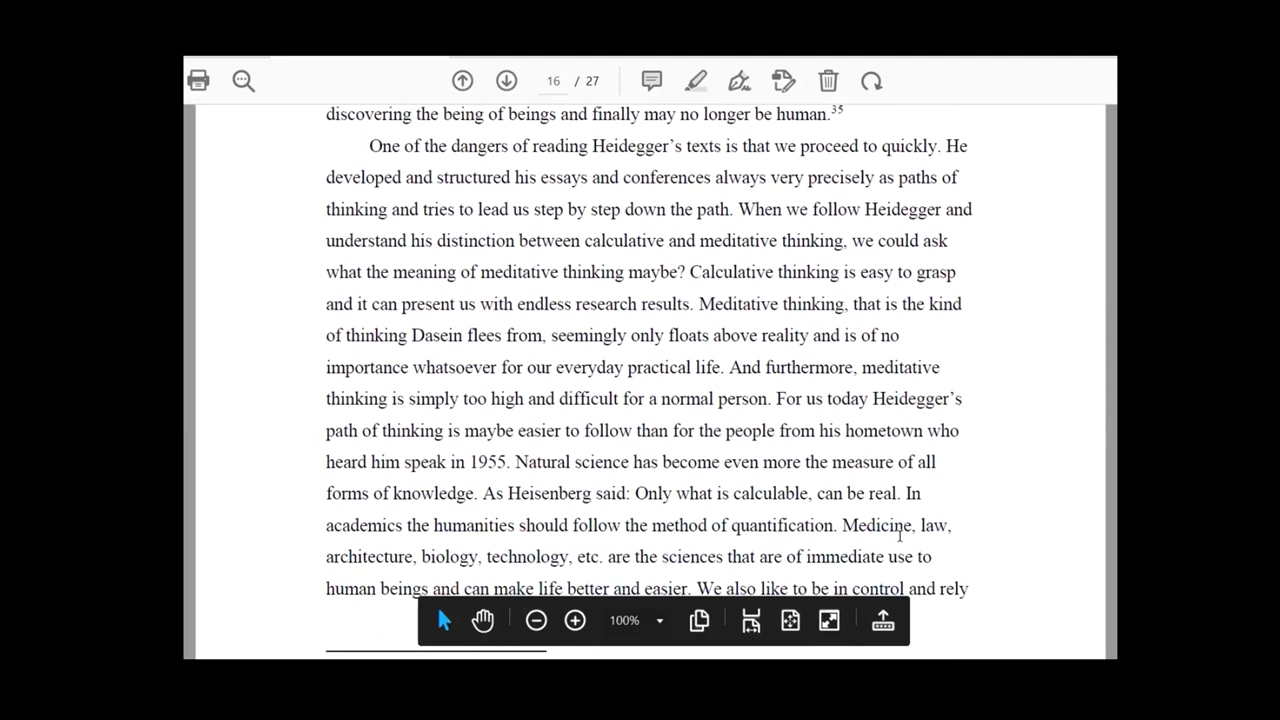 16 / 27
discovering the being of beings and finally may no longer be human.35
One of the dangers of reading Heidegger’s texts is that we proceed to quickly. He
developed and structured his essays and conferences always very precisely as paths of
thinking and tries to lead us step by step down the path. When we follow Heidegger and
understand his distinction between calculative and meditative thinking, we could ask
what the meaning of meditative thinking maybe? Calculative thinking is easy to grasp
and it can present us with endless research results. Meditative thinking, that is the kind
of thinking Dasein flees from, seemingly only floats above reality and is of no
importance whatsoever for our everyday practical life. And furthermore, meditative
thinking is simply too high and difficult for a normal person. For us today Heidegger’s
path of thinking is maybe easier to follow than for the people from his hometown who
heard him speak in 1955. Natural science has become even more the measure of all
forms of knowledge. As Heisenberg said: Only what is calculable, can be real. In
academics the humanities should follow the method of quantification. Medicine, law,
architecture, biology, technology, etc. are the sciences that are of immediate use to
human beings and can make life better and easier. We also like to be in control and rely
100%